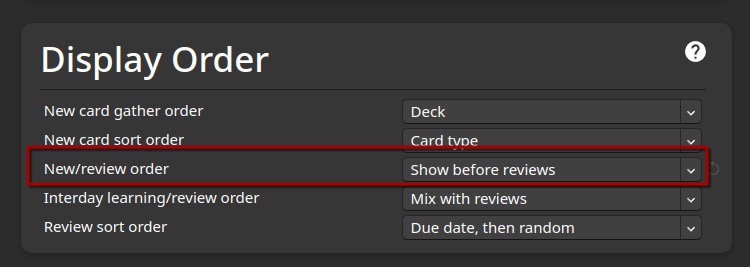 Display Order
?
New card gather order Deck
New card sort order Card type
New/review order Show before reviews
Interday learning/review order Mix with reviews
Review sort order Due date, then random